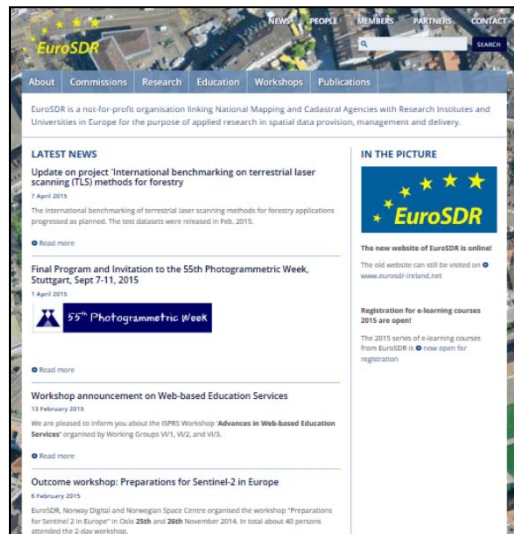 NEWS PEOPLE MEMBERS PARTNERS CONTACT
EuroSDR
SEARCH
About Commissions Research Education Workshops Publications
EuroSDR is a not-for-profit organisation linking National Mapping and Cadastral Agencies with Research Institutes and
Universities in Europe for the purpose of applied research in spatial data provision, management and delivery.
LATEST NEWS
Update on project 'International benchmarking on terrestrial laser
scanning (TLS) methods for forestry
7 April 2015
The international benchmarking of terrestrial laser scanning methods for forestry applications
progressed as planned. The test datasets were released in Feb. 2015.
Read more
Final Program and Invitation to the 55th Photogrammetric Week,
Stuttgart, Sept 7-11, 2015
1 April 2015
55th Photogrammetric Week
Read more
Workshop announcement on Web-based Education Services
13 February 2015
We are pleased to inform you about the ISPRS Workshop 'Advances in Web-based Education
Services' organised by Working Groups VI/1, VI/2, and VI/3.
Read more
Outcome workshop: Preparations for Sentinel-2 in Europe
6 February 2015
EuroSDR, Norway Digital and Norwegian Space Centre organised the workshop "Preparations
for Sentinel 2 in Europe" in Oslo 25th and 26th November 2014. In total about 40 persons
attended the 2-day workshop.
IN THE PICTURE
EuroSDR
The new website of EuroSDR is online!
The old website can still be visited on
www.eurosdr-ireland.net
Registration for e-learning courses
2015 are open!
The 2015 series of e-learning courses
from EuroSDR is now open for
registration